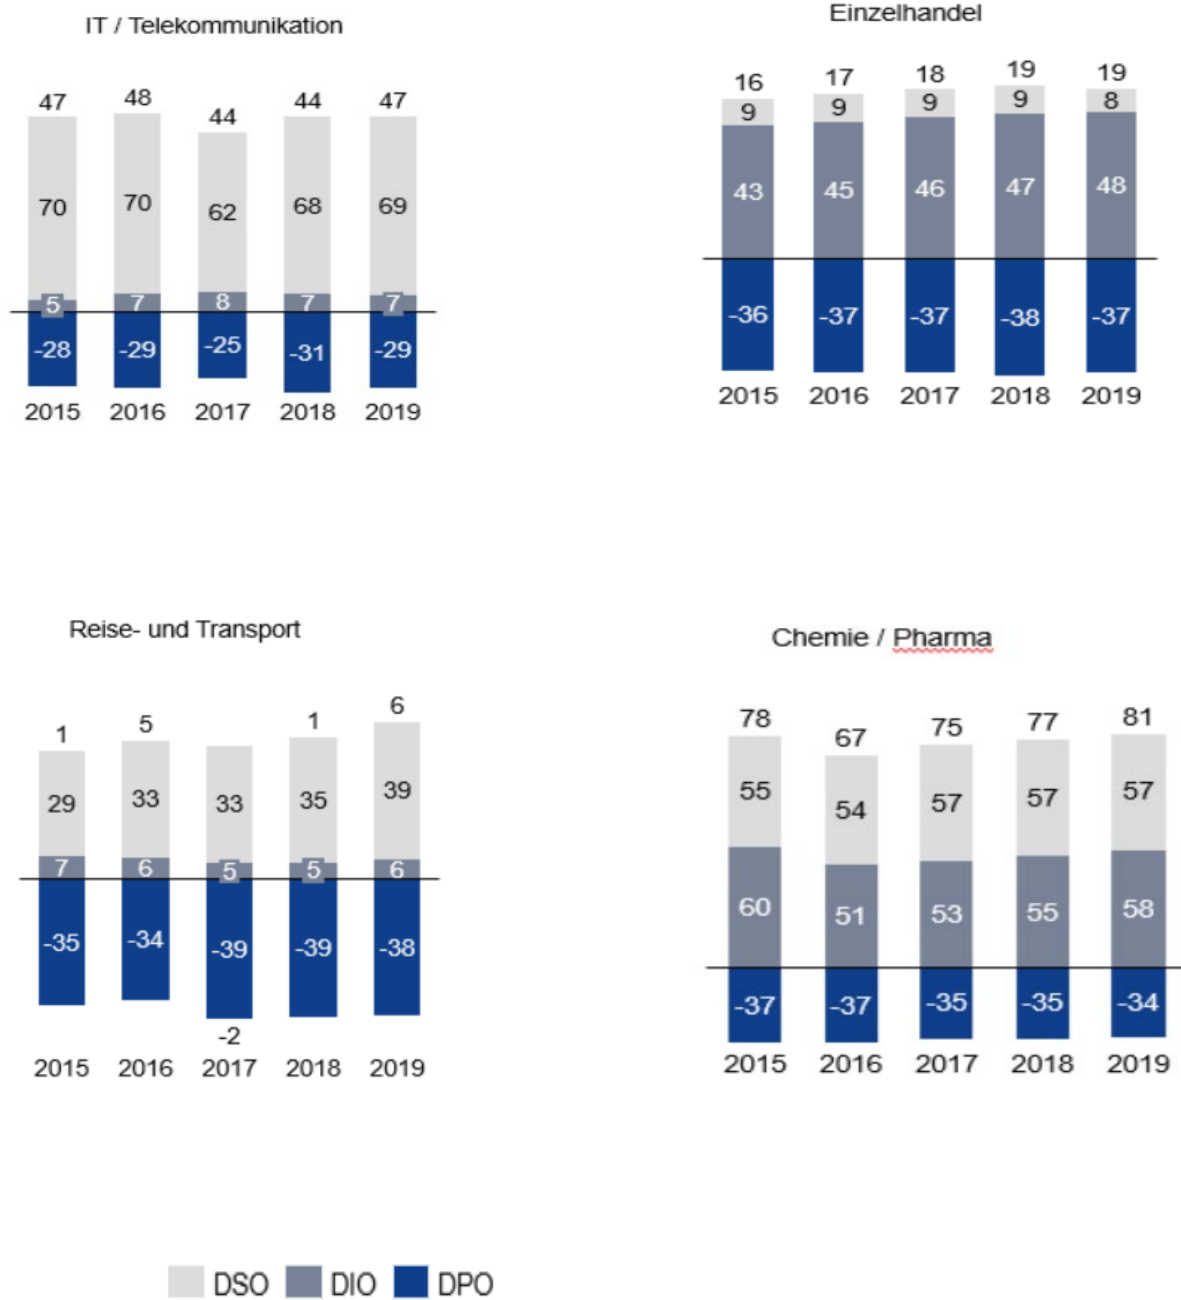 IT / Telekommunikation
47 48 44 44 47
70 70 62 68 69
5 7 8 7 7
-28 -29 -25 -31 -29
2015 2016 2017 2018 2019
Einzelhandel
16 17 18 19 19
9 9 9 9 8
43 45 46 47 48
-36 -37 -37 -38 -37
2015 2016 2017 2018 2019
Reise- und Transport
1 5 1 6
29 33 33 35 39
7 6 5 5 6
-35 -34 -39 -39 -38
-2
2015 2016 2017 2018 2019
Chemie / Pharma
78 67 75 77 81
55 54 57 57 57
60 51 53 55 58
-37 -37 -35 -35 -34
2015 2016 2017 2018 2019
DSO DIO DPO